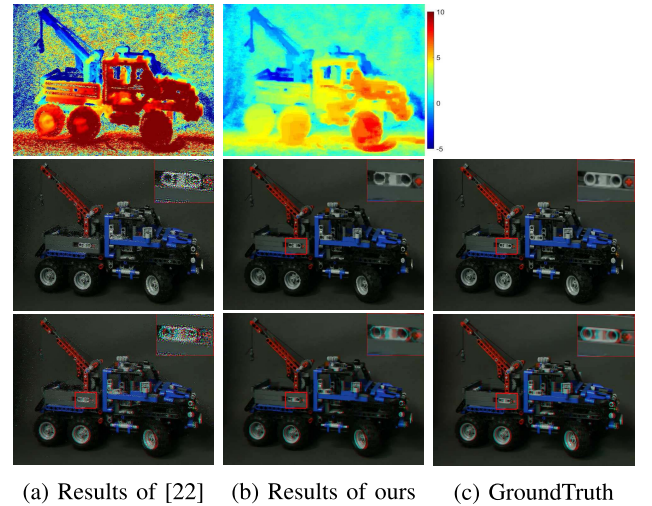 10
5
0
-5
(a) Results of [22]
(b) Results of ours
(c) GroundTruth